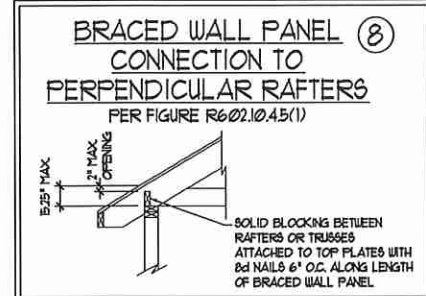 BRACED WALL PANEL
8
CONNECTION TO
PERPENDICULAR RAFTERS
PER FIGURE R602.10.4.5(1)
15.25" MAX.
2" MAX.
OPENING
SOLID BLOCKING BETWEEN
RAFTERS OR TRUSSES
ATTACHED TO TOP PLATES WITH
8d NAILS 6" O.C. ALONG LENGTH
OF BRACED WALL PANEL